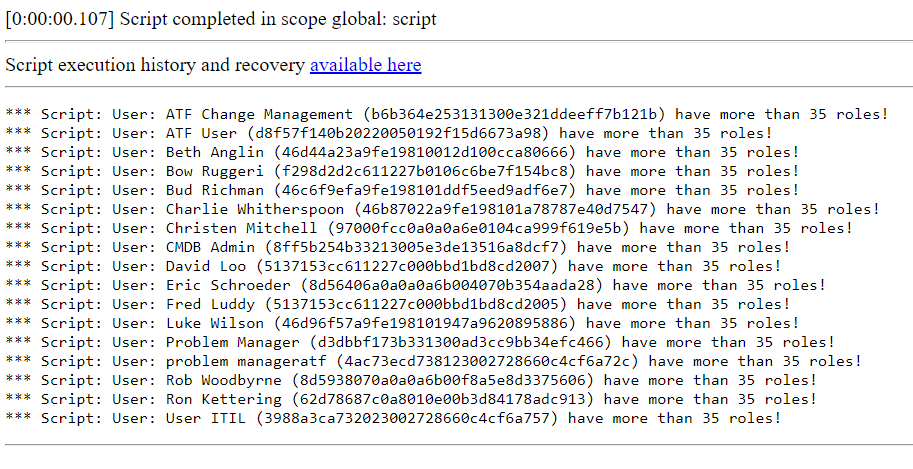 [0:00:00.107] Script completed in scope global: script
Script execution history and recovery available here
*** Script: User: ATF Change Management (b6b364e253131300e321ddeeff7b121b) have more than 35 roles!
*** Script: User: ATF User (d8f57f140b20220050192f15d6673a98) have more than 35 roles!
*** Script: User: Beth Anglin (46d44a23a9fe19810012d100cca80666) have more than 35 roles!
*** Script: User: Bow Ruggeri (f298d2d2c611227b0106c6be7f154bc8) have more than 35 roles!
*** Script: User: Bud Richman (46c6f9efa9fe198101ddf5eed9adf6e7) have more than 35 roles!
*** Script: User: Charlie Whitherspoon (46b87022a9fe198101a78787e40d7547) have more than 35 roles!
*** Script: User: Christen Mitchell (97000fcc0a0a0a6e0104ca999f619e5b) have more than 35 roles!
*** Script: User: CMDB Admin (8ff5b254b33213005e3de13516a8dcf7) have more than 35 roles!
*** Script: User: David Loo (5137153cc611227c000bbd1bd8cd2007) have more than 35 roles!
*** Script: User: Eric Schroeder (8d56406a0a0a0a6b004070b354aada28) have more than 35 roles!
*** Script: User: Fred Luddy (5137153cc611227c000bbd1bd8cd2005) have more than 35 roles!
*** Script: User: Luke Wilson (46d96f57a9fe198101947a9620895886) have more than 35 roles!
*** Script: User: Problem Manager (d3dbbf173b331300ad3cc9bb34efc466) have more than 35 roles!
*** Script: User: problem manageratf (4ac73ecd738123002728660c4cf6a72c) have more than 35 roles!
*** Script: User: Rob Woodbyrne (8d5938070a0a0a6b00f8a5e8d3375606) have more than 35 roles!
*** Script: User: Ron Kettering (62d78687c0a8010e00b3d84178adc913) have more than 35 roles!
*** Script: User: User ITIL (3988a3ca732023002728660c4cf6a757) have more than 35 roles!